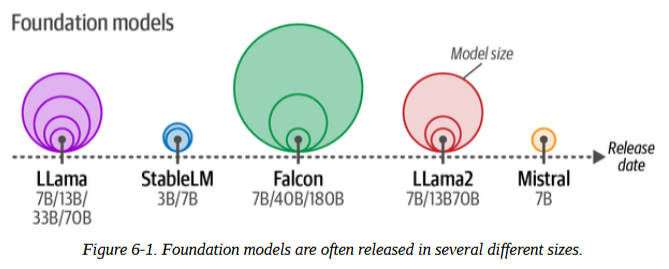 Foundation models
Model size
Release
date
LLama
7B/13B/
33B/70B
StableLM
3B/7B
Falcon
7B/40B/180B
LLama2
7B/13B70B
Mistral
7B
Figure 6-1. Foundation models are often released in several different sizes.